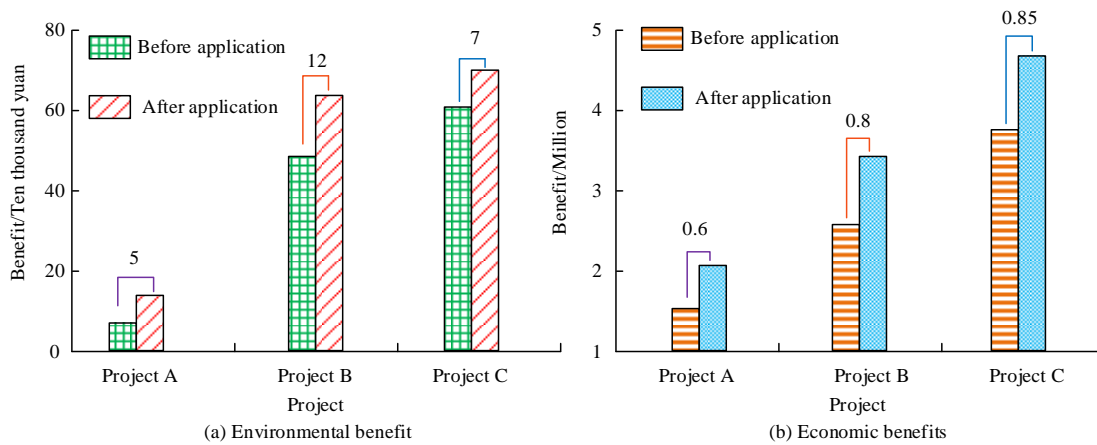 80
60
40
20
0
Benefit/Ten thousand yuan
Before application
After application
5
12
7
Project A
Project B
Project C
Project
(a) Environmental benefit
5
4
3
2
1
Benefit/Million
Before application
After application
0.6
0.8
0.85
Project A
Project B
Project C
Project
(b) Economic benefits